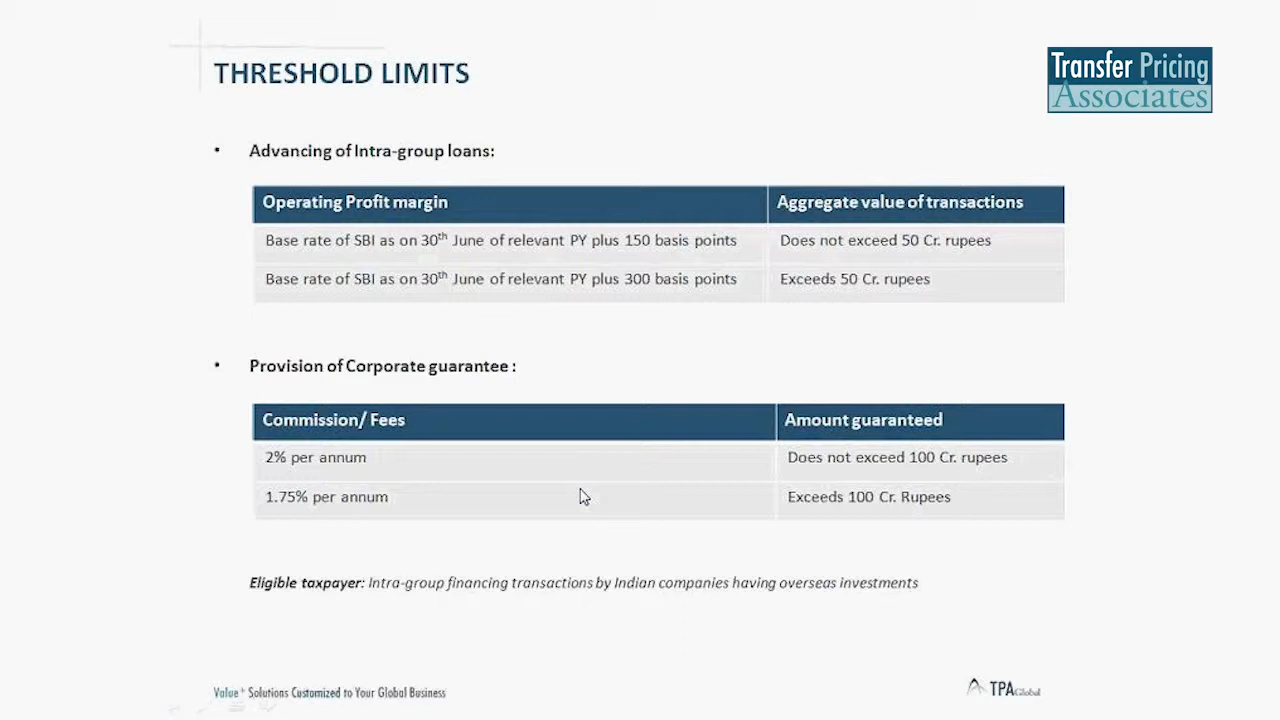 THRESHOLD LIMITS
Transfer Pricing
Associates
• Advancing of Intra-group loans:
Operating Profit margin Aggregate value of transactions
Base rate of SBI as on 30th June of relevant PY plus 150 basis points Does not exceed 50 Cr. rupees
Base rate of SBI as on 30th June of relevant PY plus 300 basis points Exceeds 50 Cr. rupees
• Provision of Corporate guarantee :
Commission/ Fees Amount guaranteed
2% per annum Does not exceed 100 Cr. rupees
1.75% per annum Exceeds 100 Cr. Rupees
Eligible taxpayer: Intra-group financing transactions by Indian companies having overseas investments
Value+ Solutions Customized to Your Global Business
TPA Global